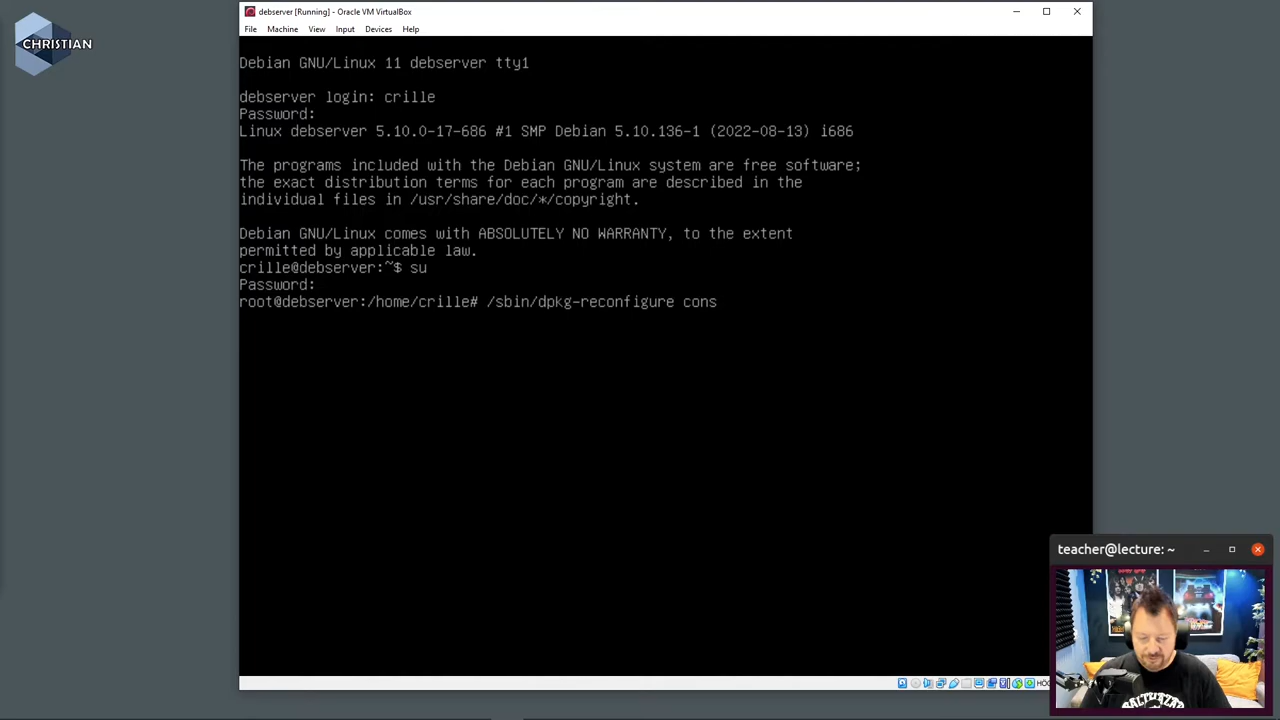 CHRISTIAN
debserver [Running] - Oracle VM VirtualBox
File Machine View Input Devices Help
Debian GNU/Linux 11 debserver tty1
debserver login: crille
Password:
Linux debserver 5.10.0-17-686 #1 SMP Debian 5.10.136-1 (2022-08-13) i686
The programs included with the Debian GNU/Linux system are free software;
the exact distribution terms for each program are described in the
individual files in /usr/share/doc/*/copyright.
Debian GNU/Linux comes with ABSOLUTELY NO WARRANTY, to the extent
permitted by applicable law.
crille@debserver:~$ su
Password:
root@debserver:/home/crille# /sbin/dpkg-reconfigure cons
teacher@lecture: ~